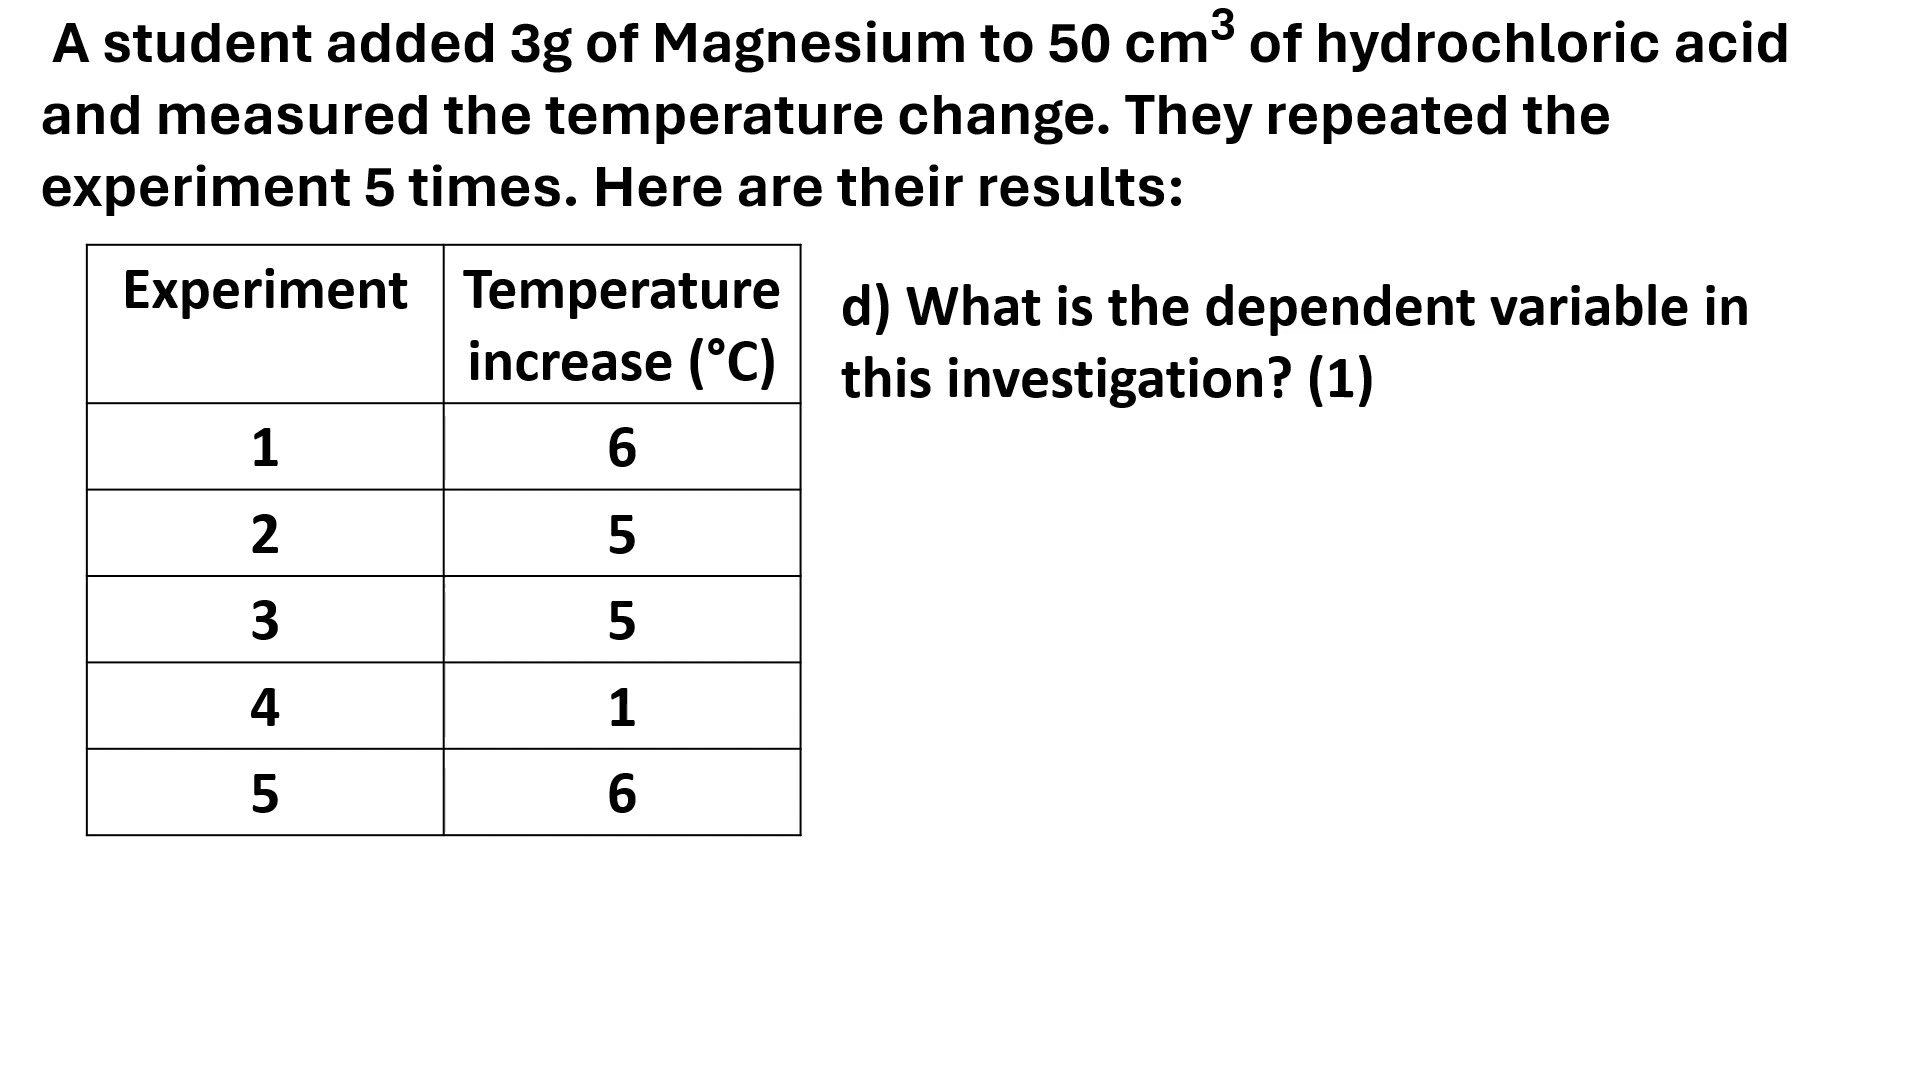 A student added 3g of Magnesium to 50 cm³ of hydrochloric acid
and measured the temperature change. They repeated the
experiment 5 times. Here are their results:
Experiment Temperature increase (°C)
1 6
2 5
3 5
4 1
5 6
d) What is the dependent variable in
this investigation? (1)